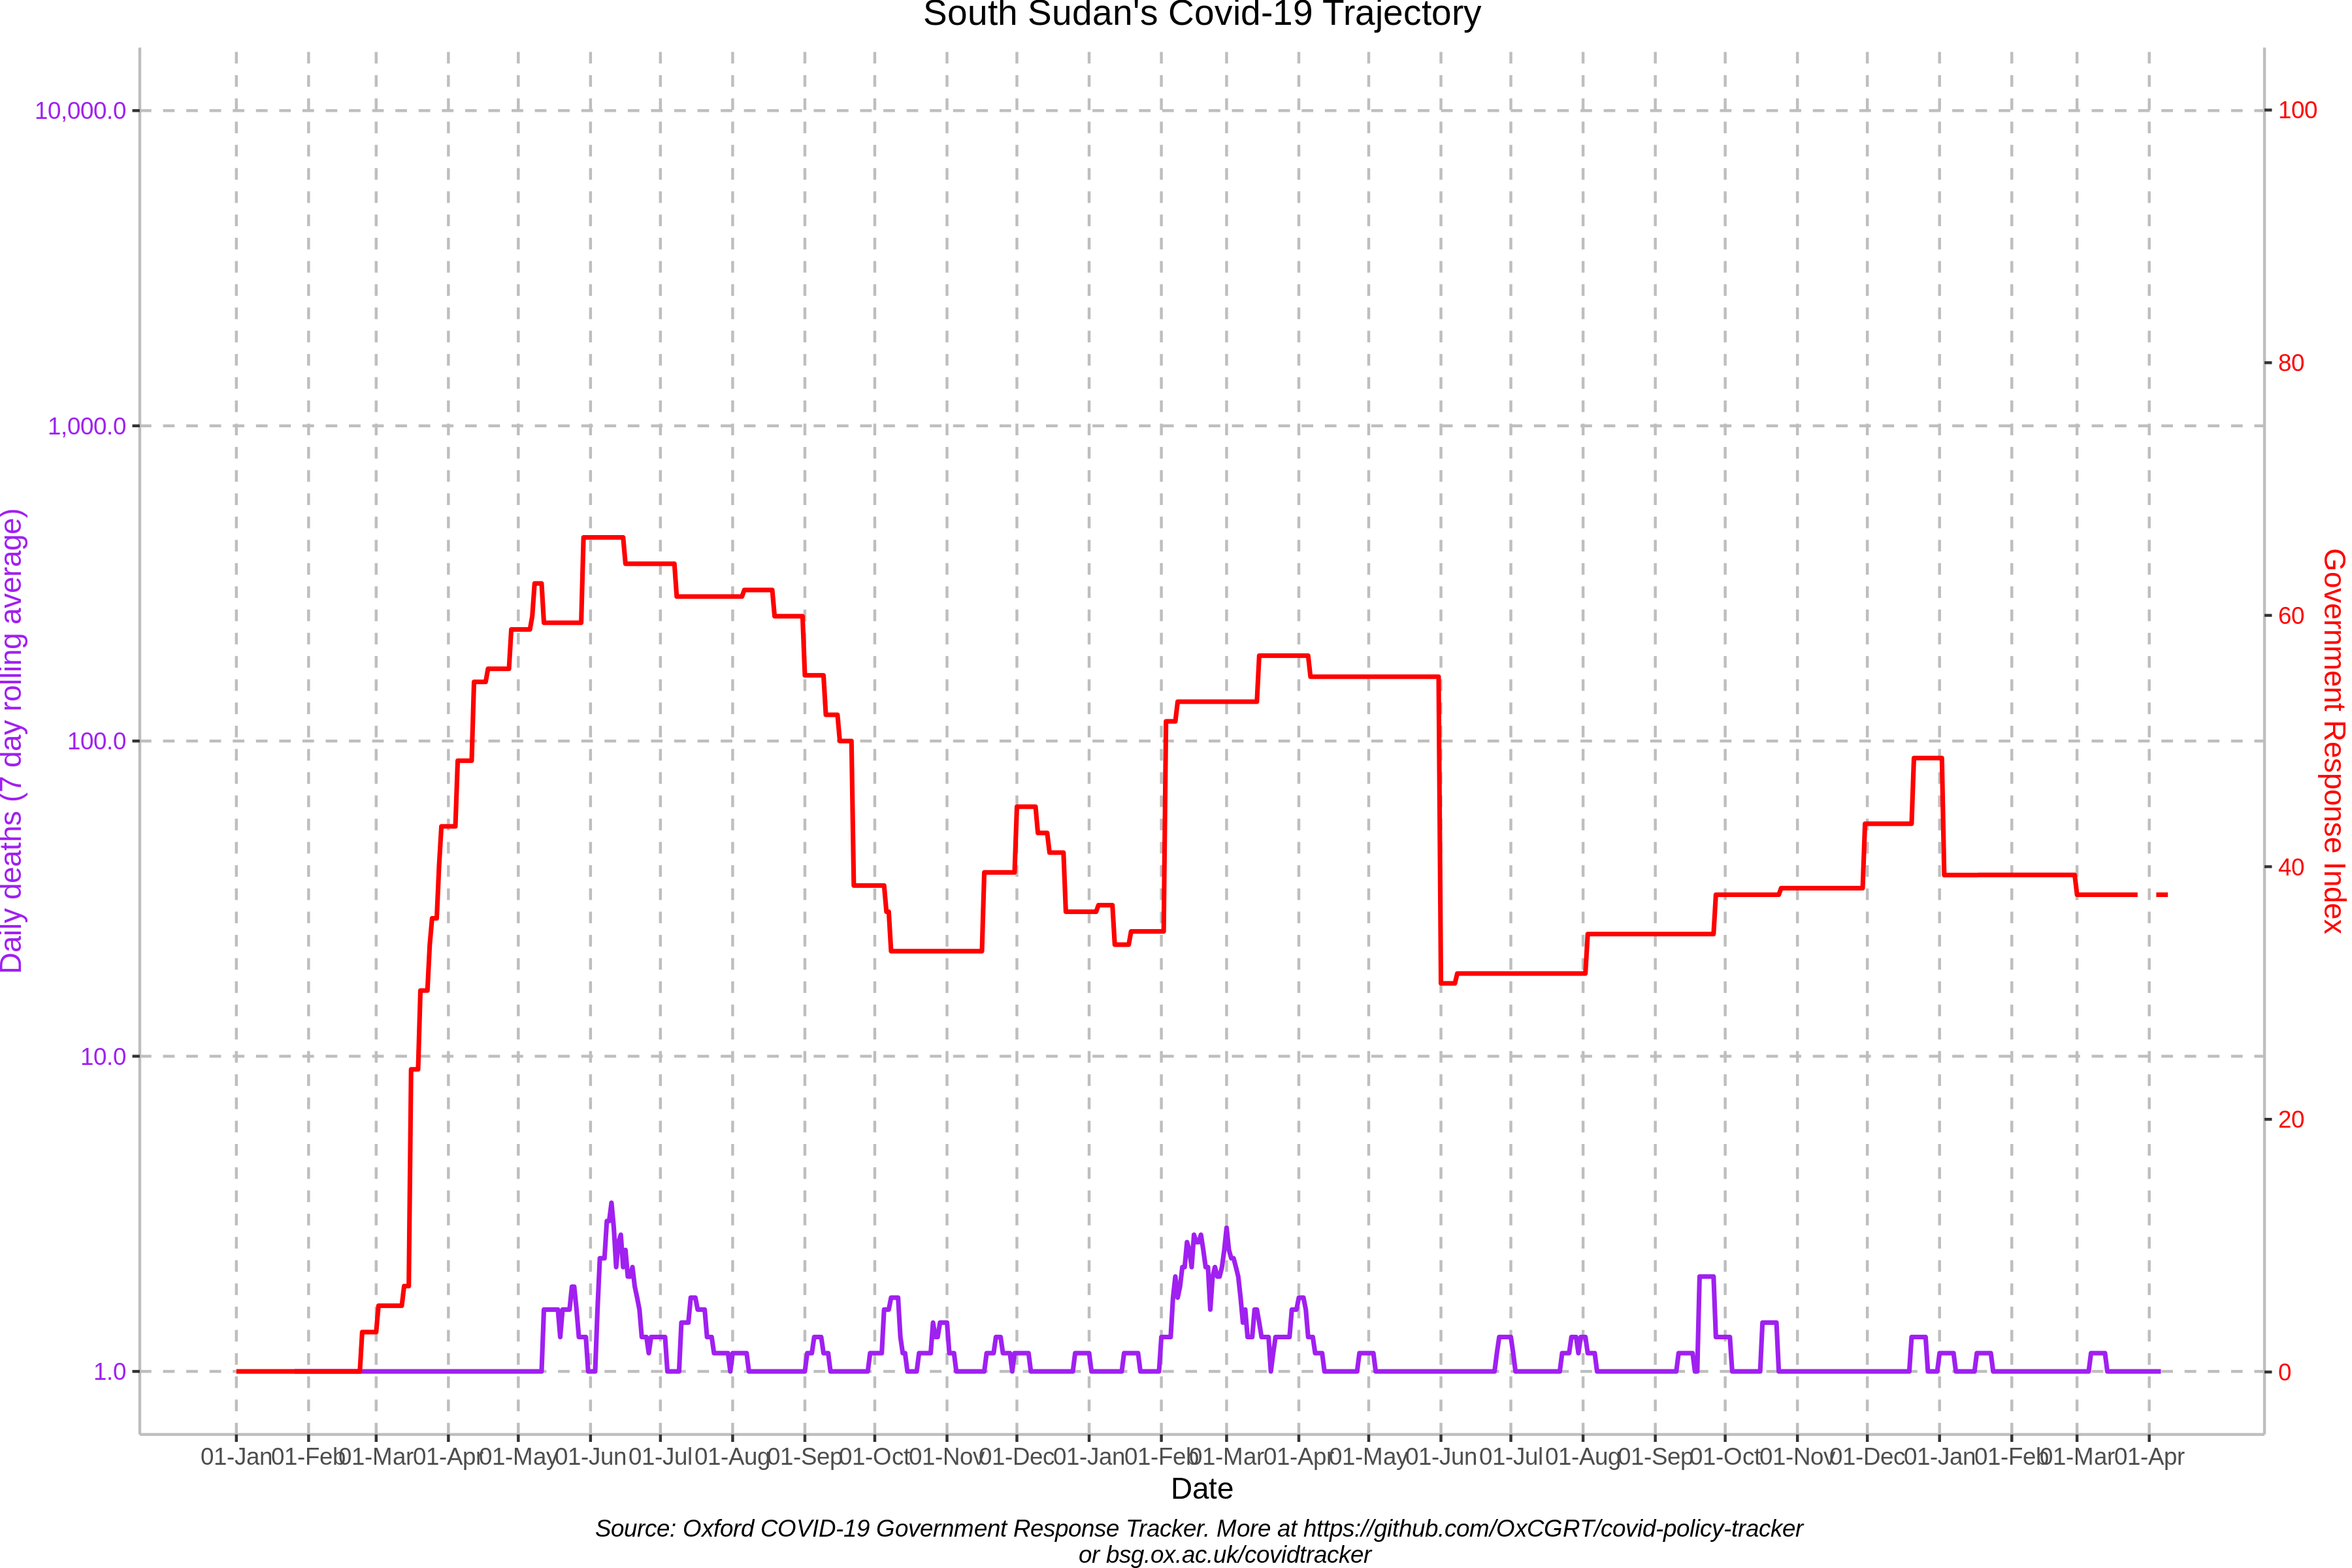 South Sudan's Covid-19 Trajectory
10,000.0
1,000.0
100.0
10.0
1.0
Daily deaths (7 day rolling average)
100
80
60
40
20
0
Government Response Index
01-Jan 01-Feb 01-Mar 01-Apr 01-May 01-Jun 01-Jul 01-Aug 01-Sep 01-Oct 01-Nov 01-Dec 01-Jan 01-Feb 01-Mar 01-Apr 01-May 01-Jun 01-Jul 01-Aug 01-Sep 01-Oct 01-Nov 01-Dec 01-Jan 01-Feb 01-Mar 01-Apr
Date
Source: Oxford COVID-19 Government Response Tracker. More at https://github.com/OxCGRT/covid-policy-tracker
or bsg.ox.ac.uk/covidtracker